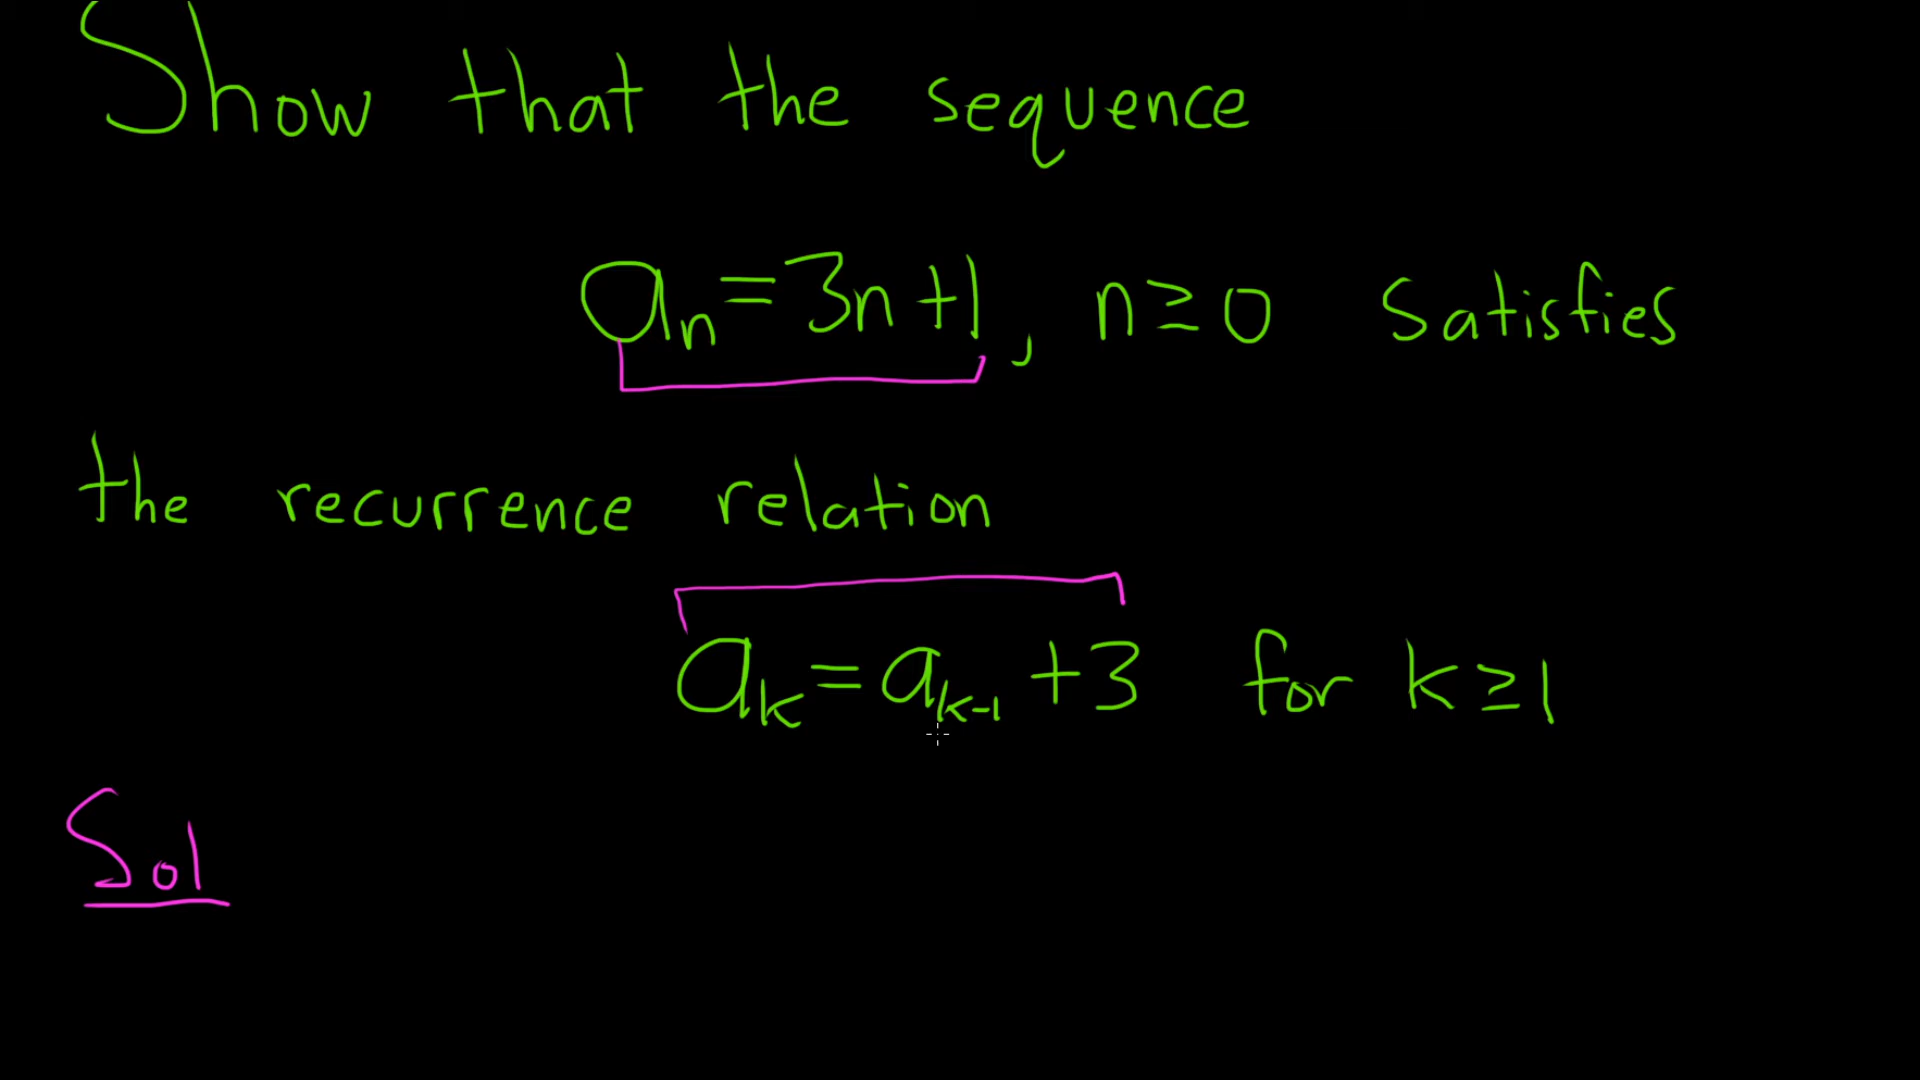 Show that the sequence
aₙ = 3n+1, n ≥ 0 satisfies
the recurrence relation
aₖ = aₖ₋₁ + 3 for k ≥ 1
Sol